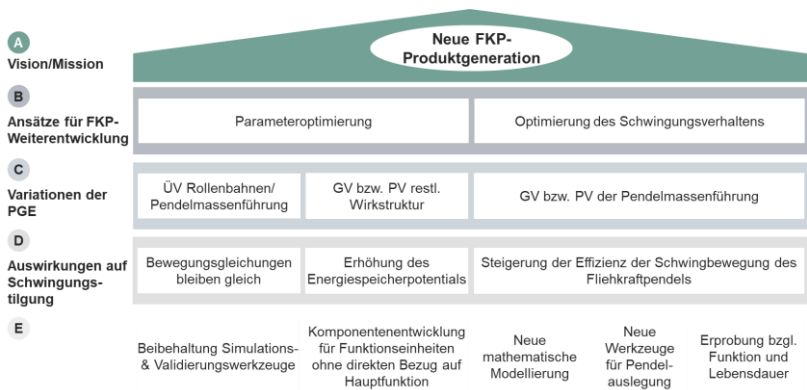 A
Vision/Mission
Neue FKP-
Produktgeneration
B
Ansätze für FKP-
Weiterentwicklung
Parameteroptimierung
Optimierung des Schwingungsverhaltens
C
Variationen der
PGE
ÜV Rollenbahnen/
Pendelmassenführung
GV bzw. PV restl.
Wirkstruktur
GV bzw. PV der Pendelmassenführung
D
Auswirkungen auf
Schwingungs-
tilgung
Bewegungsgleichungen
bleiben gleich
Erhöhung des
Energiespeicherpotentials
Steigerung der Effizienz der Schwingbewegung des
Fliehkraftpendels
E
Beibehaltung Simulations-
& Validierungswerkzeuge
Komponentenentwicklung
für Funktionseinheiten
ohne direkten Bezug auf
Hauptfunktion
Neue
mathematische
Modellierung
Neue
Werkzeuge
für Pendel-
auslegung
Erprobung bzgl.
Funktion und
Lebensdauer